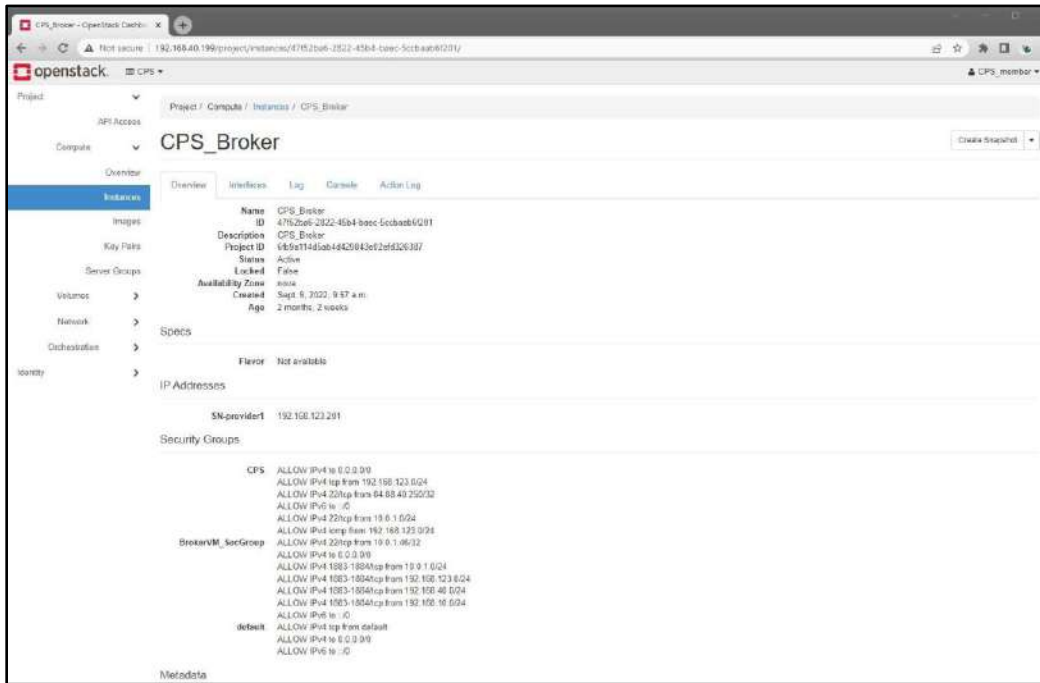 CPS_Broker - OpenStack Dashbo
Not secure | 192.168.40.199/project/instances/47f52ba6-2822-45b4-baec-5ccbaab6f201/
openstack. CPS
CPS_member
Project
API Access
Compute
Overview
Instances
Images
Key Pairs
Server Groups
Volumes
Network
Orchestration
Identity
Project / Compute / Instances / CPS_Broker
CPS_Broker
Create Snapshot
Overview Interfaces Log Console Action Log
Name CPS_Broker
ID 47f52ba6-2822-45b4-baec-5ccbaab6f201
Description CPS_Broker
Project ID
Status Active
Locked False
Availability Zone nova
Created Sept. 9, 2022, 9:57 a.m.
Age 2 months, 2 weeks
Specs
Flavor Not available
IP Addresses
SN-provider1 192.168.123.201
Security Groups
CPS ALLOW IPv4 to 0.0.0.0/0
ALLOW IPv4 tcp from 192.168.123.0/24
ALLOW IPv4 22/tcp from
ALLOW IPv6 to ::/0
ALLOW IPv4 22/tcp from 10.0.1.0/24
ALLOW IPv4 icmp from 192.168.123.0/24
BrokerVM_SecGroup ALLOW IPv4 22/tcp from 10.0.1.46/32
ALLOW IPv4 to 0.0.0.0/0
ALLOW IPv4 1883-1884/tcp from 10.0.1.0/24
ALLOW IPv4 1883-1884/tcp from 192.168.123.0/24
ALLOW IPv4 1883-1884/tcp from 192.168.40.0/24
ALLOW IPv4 1883-1884/tcp from 192.168.10.0/24
ALLOW IPv6 to ::/0
default ALLOW IPv4 tcp from default
ALLOW IPv4 to 0.0.0.0/0
ALLOW IPv6 to ::/0
Metadata